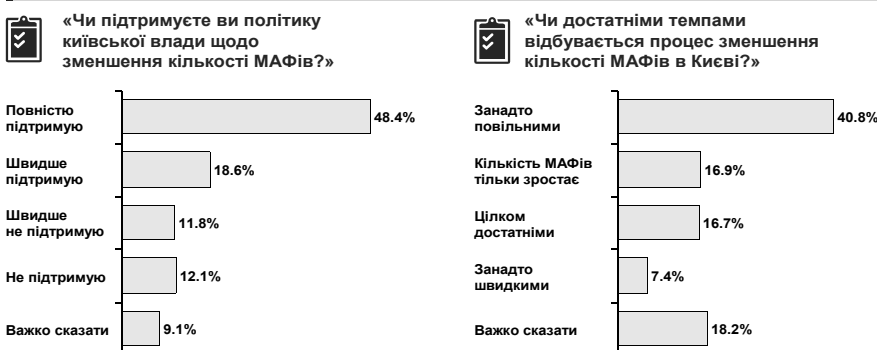 «Чи підтримуєте ви політику
київської влади щодо
зменшення кількості МАФів?»
Повністю
підтримую
48.4%
Швидше
підтримую
18.6%
Швидше
не підтримую
11.8%
Не підтримую
12.1%
Важко сказати
9.1%
«Чи достатніми темпами
відбувається процес зменшення
кількості МАФів в Києві?»
Занадто
повільними
40.8%
Кількість МАФів
тільки зростає
16.9%
Цілком
достатніми
16.7%
Занадто
швидкими
7.4%
Важко сказати
18.2%